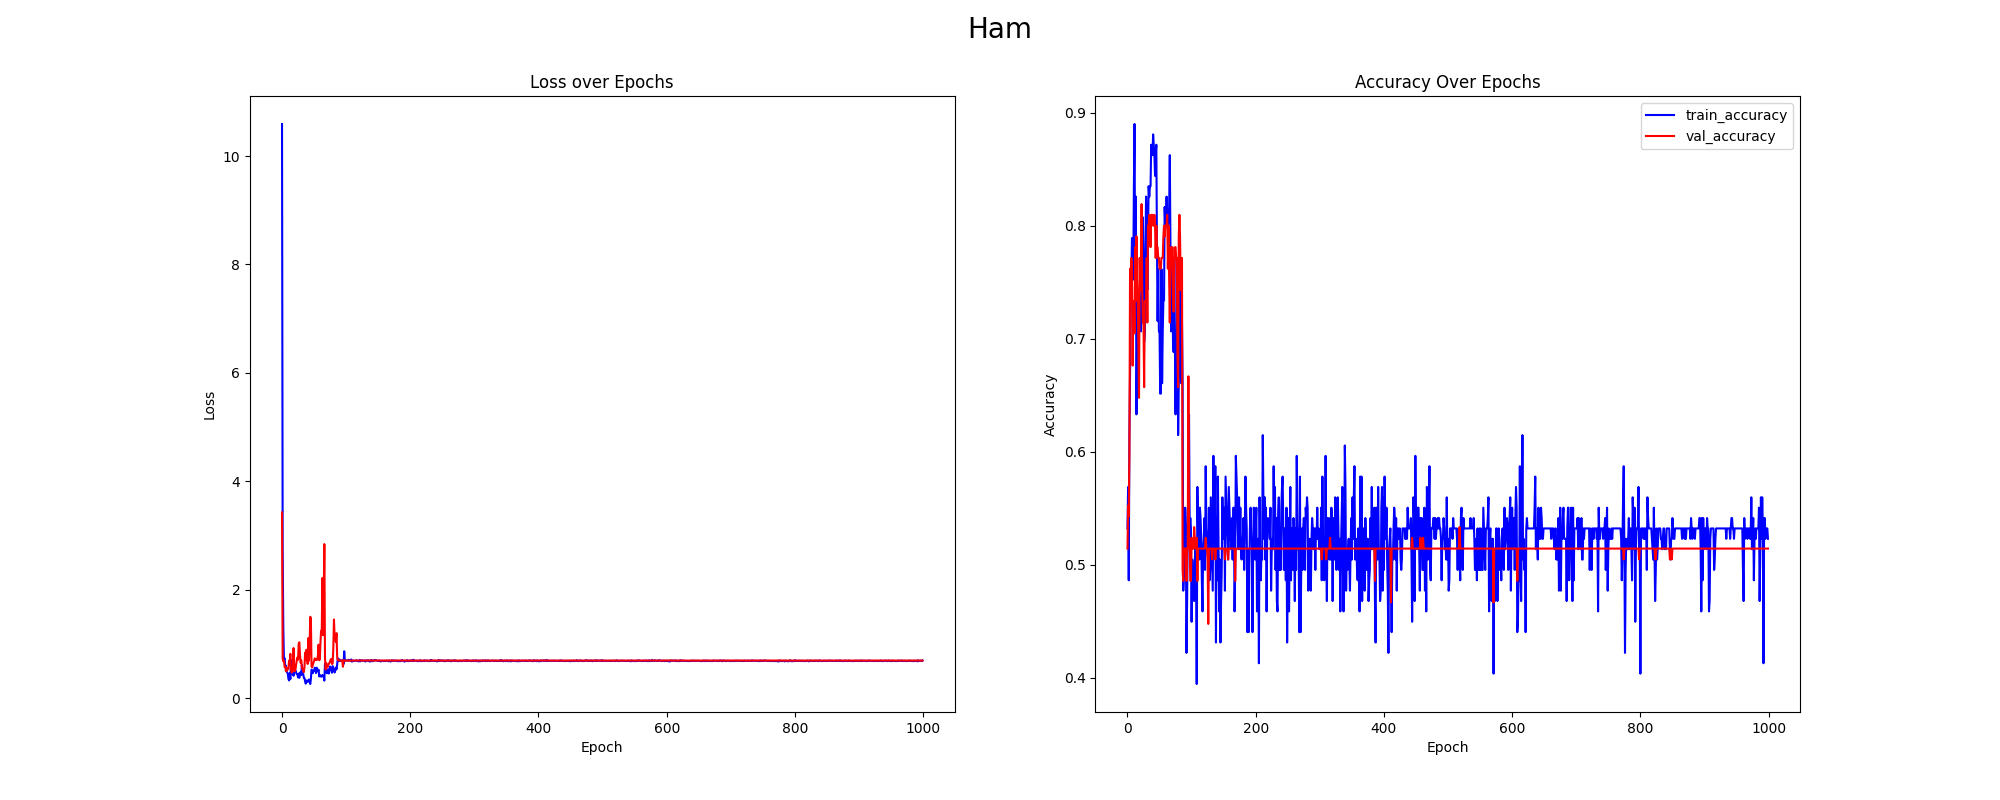 Ham
Loss over Epochs
10
8
6
4
2
0
Loss
0 200 400 600 800 1000
Epoch
Accuracy Over Epochs
train_accuracy
val_accuracy
0.9
0.8
0.7
0.6
0.5
0.4
Accuracy
0 200 400 600 800 1000
Epoch